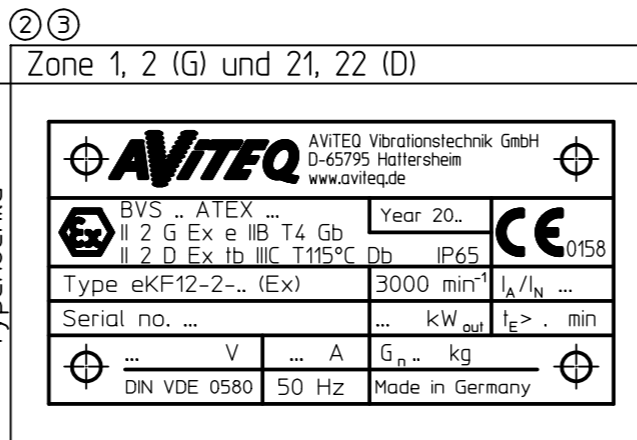 ② ③
Zone 1, 2 (G) und 21, 22 (D)
AViTEQ
AViTEQ Vibrationstechnik GmbH
D-65795 Hattersheim
www.aviteq.de
Ex
BVS .. ATEX ...
II 2 G Ex e IIB T4 Gb
II 2 D Ex tb IIIC T115°C Db IP65
Year 20..
CE 0158
Type eKF12-2-.. (Ex) 3000 min⁻¹ I_A/I_N ...
Serial no. ... ... kW_out t_E> . min
... V ... A G_n .. kg
DIN VDE 0580 50 Hz Made in Germany